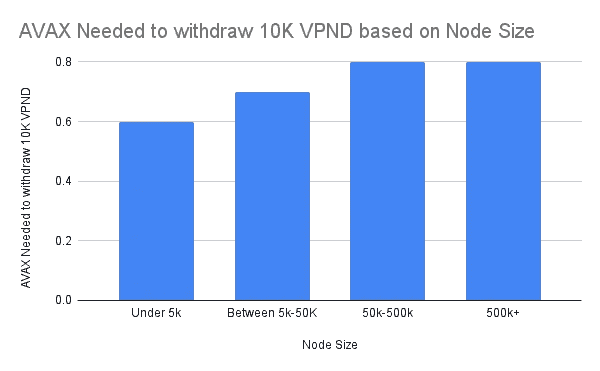 AVAX Needed to withdraw 10K VPND based on Node Size
AVAX Needed to withdraw 10K VPND
0.8
0.6
0.4
0.2
0.0
Under 5k
Between 5k-50K
50k-500k
500k+
Node Size